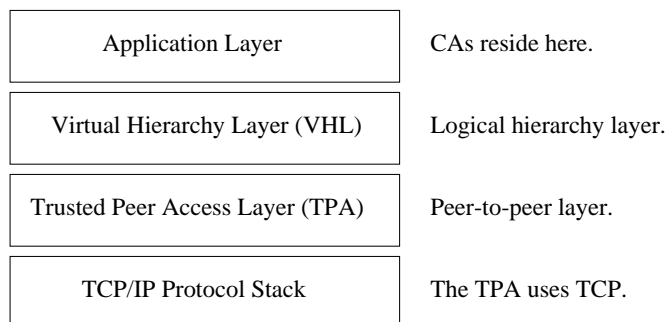 Application Layer CAs reside here.
Virtual Hierarchy Layer (VHL) Logical hierarchy layer.
Trusted Peer Access Layer (TPA) Peer-to-peer layer.
TCP/IP Protocol Stack The TPA uses TCP.